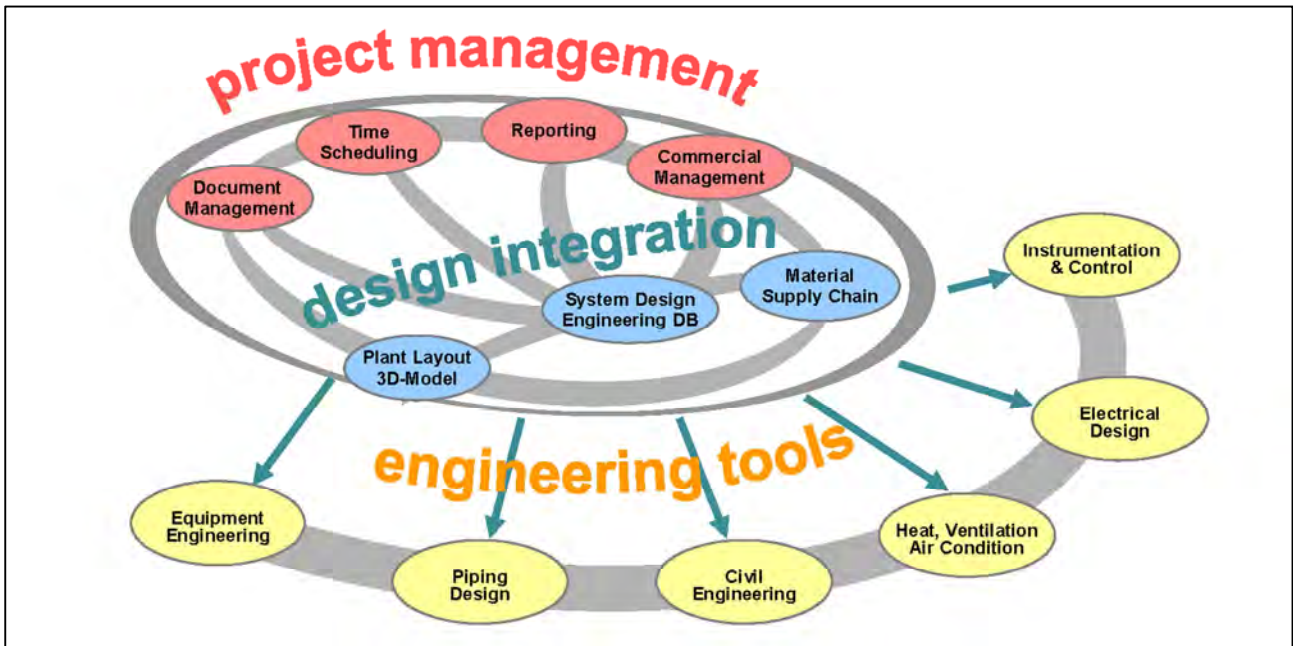 project management
Time
Scheduling
Reporting
Commercial
Management
Document
Management
design integration
Instrumentation
& Control
Material
Supply Chain
System Design
Engineering DB
Plant Layout
3D-Model
Electrical
Design
engineering tools
Equipment
Engineering
Heat, Ventilation
Air Condition
Piping
Design
Civil
Engineering